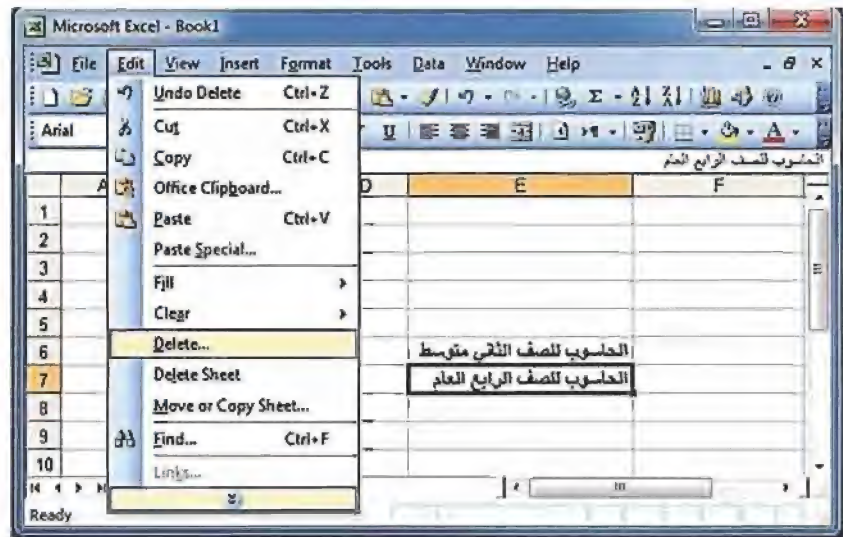 Microsoft Excel - Book1
File Edit View Insert Format Tools Data Window Help
Arial
Undo Delete Ctrl+Z
Cut Ctrl+X
Copy Ctrl+C
Office Clipboard...
Paste Ctrl+V
Paste Special...
Fill
Clear
Delete...
Delete Sheet
Move or Copy Sheet...
Find... Ctrl+F
Links...
الحاسوب للصف الرابع العام
A D E F
1
2
3
4
5
6 الحاسوب للصف الثاني متوسط
7 الحاسوب للصف الرابع العام
8
9
10
Ready